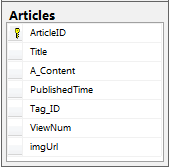 Articles
ArticleID
Title
A_Content
PublishedTime
Tag_ID
ViewNum
imgUrl